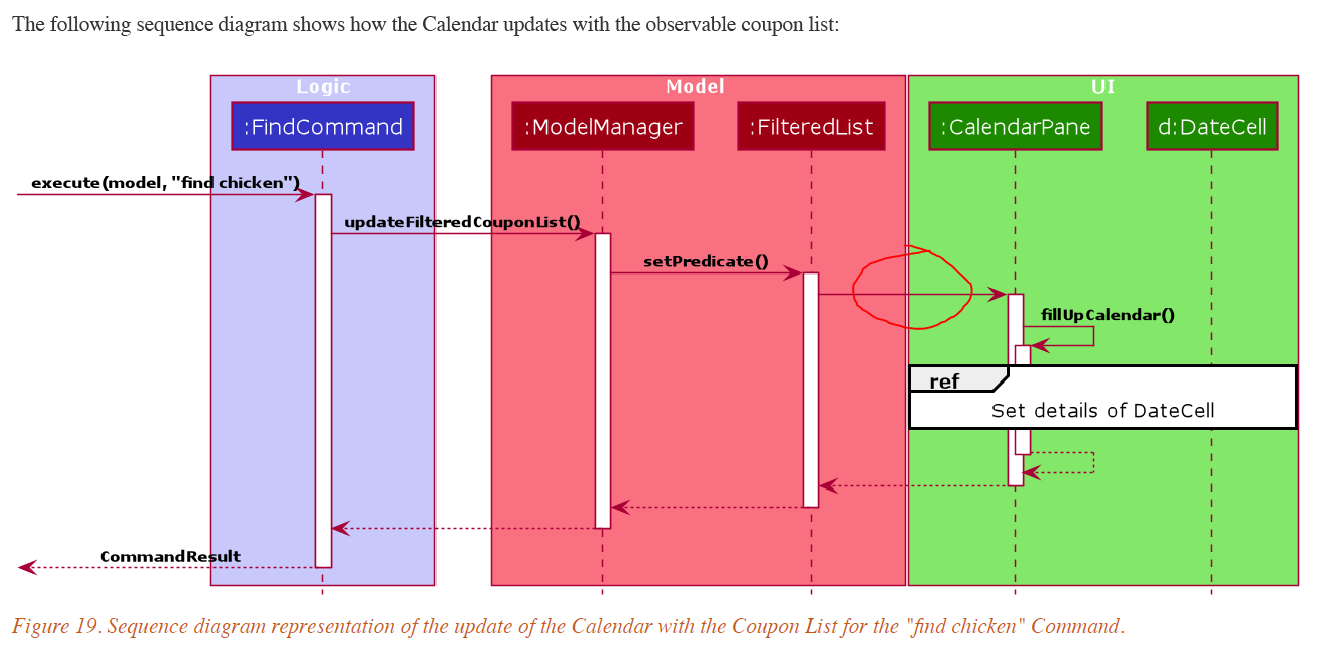 The following sequence diagram shows how the Calendar updates with the observable coupon list:
Logic
Model
UI
:FindCommand
:ModelManager
:FilteredList
:CalendarPane
d:DateCell
execute(model, "find chicken")
updateFilteredCouponList()
setPredicate()
fillUpCalendar()
ref
Set details of DateCell
CommandResult
Figure 19. Sequence diagram representation of the update of the Calendar with the Coupon List for the "find chicken" Command.